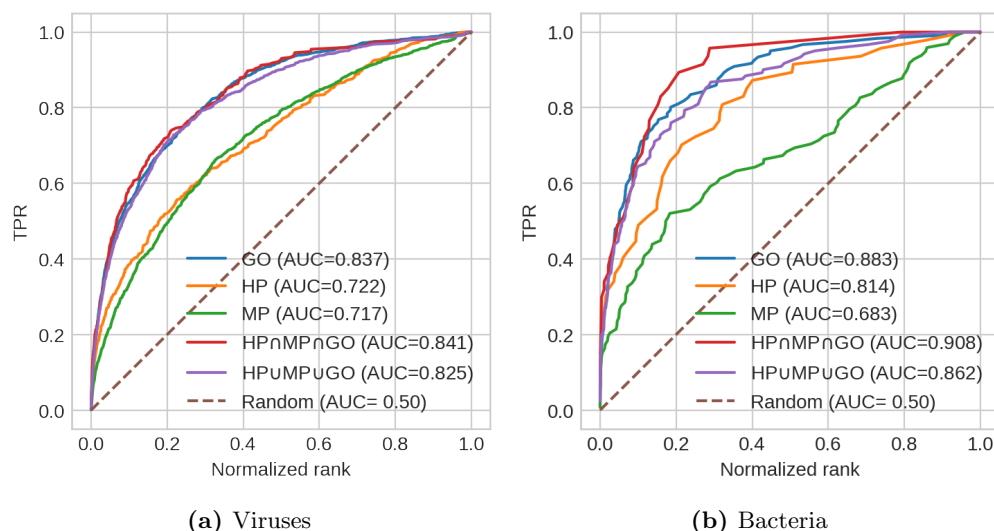 1.0
0.8
0.6
0.4
0.2
0.0
TPR
GO (AUC=0.837)
HP (AUC=0.722)
MP (AUC=0.717)
HP∩MP∩GO (AUC=0.841)
HP∪MP∪GO (AUC=0.825)
Random (AUC= 0.50)
0.0 0.2 0.4 0.6 0.8 1.0
Normalized rank
(a) Viruses
1.0
0.8
0.6
0.4
0.2
0.0
TPR
GO (AUC=0.883)
HP (AUC=0.814)
MP (AUC=0.683)
HP∩MP∩GO (AUC=0.908)
HP∪MP∪GO (AUC=0.862)
Random (AUC= 0.50)
0.0 0.2 0.4 0.6 0.8 1.0
Normalized rank
(b) Bacteria